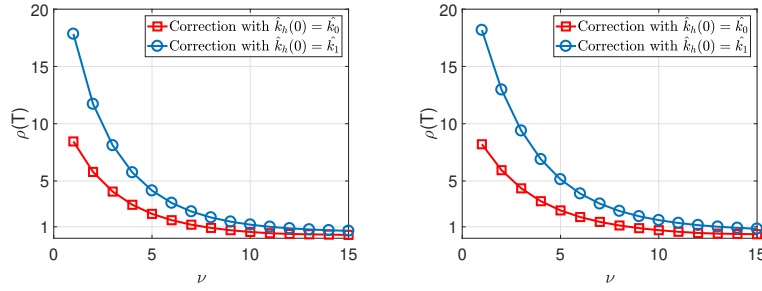 20
15
10
5
1
ρ(T)
Correction with k̂_h(0) = k̂_0
Correction with k̂_h(0) = k̂_1
0 5 10 15
ν
20
15
10
5
1
ρ(T)
Correction with k̂_h(0) = k̂_0
Correction with k̂_h(0) = k̂_1
0 5 10 15
ν